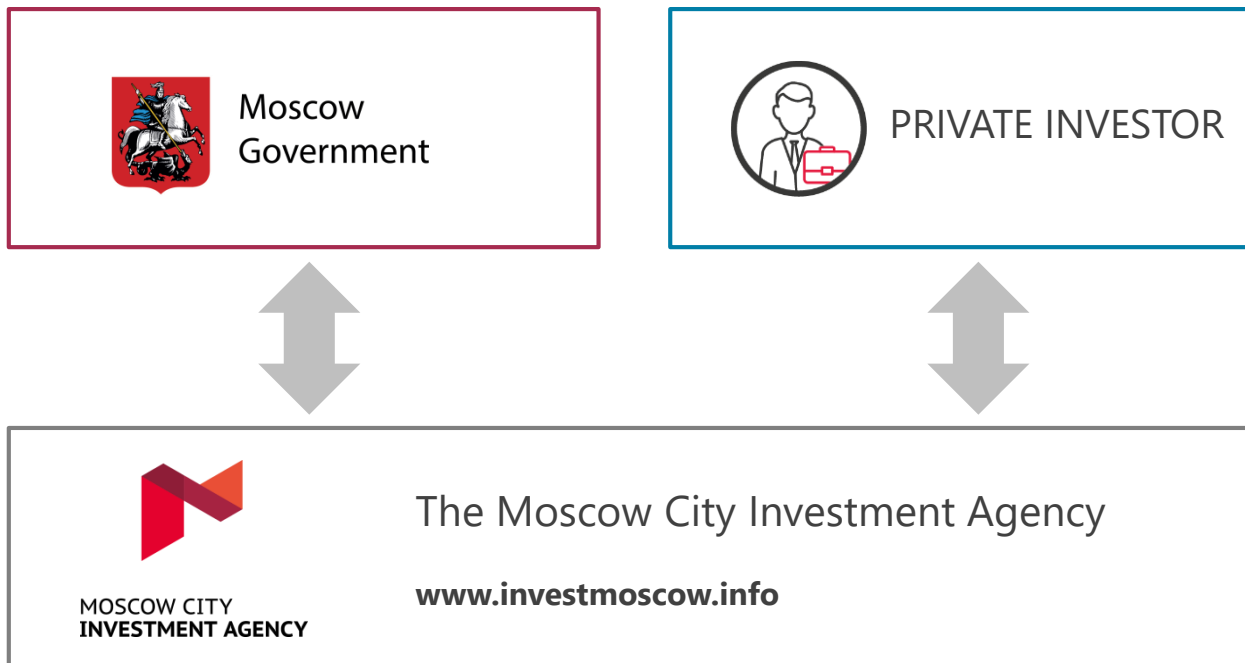 Moscow
Government
PRIVATE INVESTOR
The Moscow City Investment Agency
www.investmoscow.info
MOSCOW CITY
INVESTMENT AGENCY